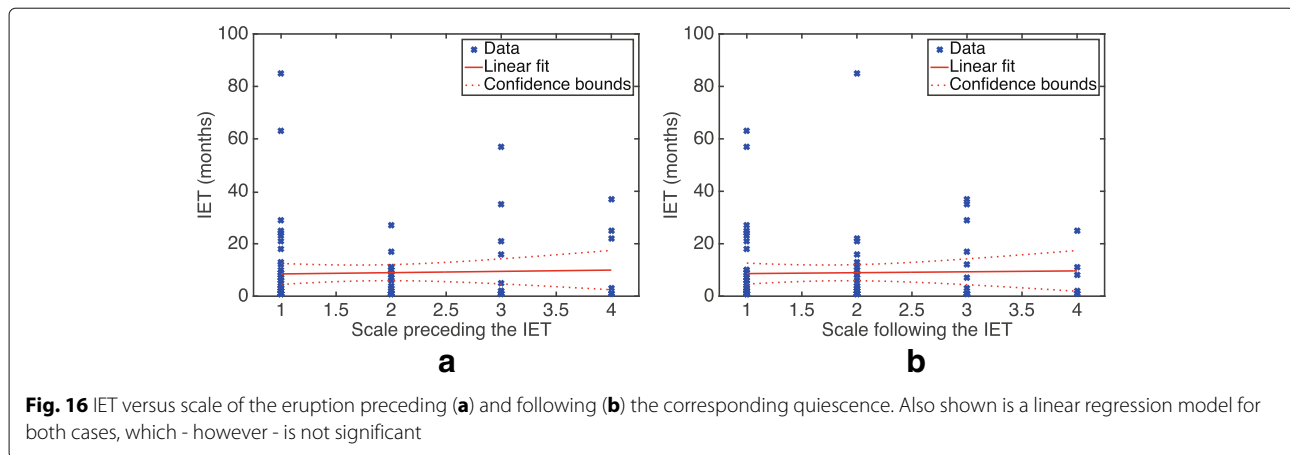 100
80
60
40
20
0
IET (months)
Data
Linear fit
Confidence bounds
1 1.5 2 2.5 3 3.5 4
Scale preceding the IET
a
100
80
60
40
20
0
IET (months)
Data
Linear fit
Confidence bounds
1 1.5 2 2.5 3 3.5 4
Scale following the IET
b
Fig. 16 IET versus scale of the eruption preceding (a) and following (b) the corresponding quiescence. Also shown is a linear regression model for
both cases, which - however - is not significant